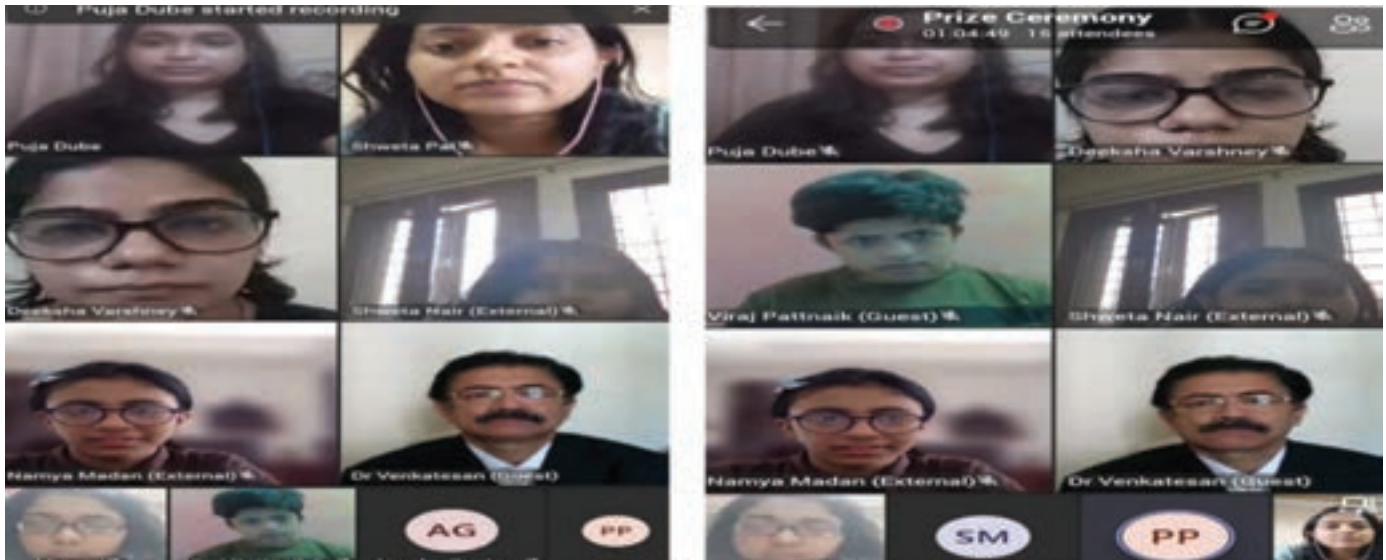 Puja Dube started recording
Puja Dube
Shweta Pal
Deeksha Varshney
Shweta Nair (External)
Namya Madan (External)
Dr Venkatesan (Guest)
AG
PP
Prize Ceremony
01:04:49 16 attendees
Puja Dube
Deeksha Varshney
Viraj Pattnaik (Guest)
Shweta Nair (External)
Namya Madan (External)
Dr Venkatesan (Guest)
SM
PP